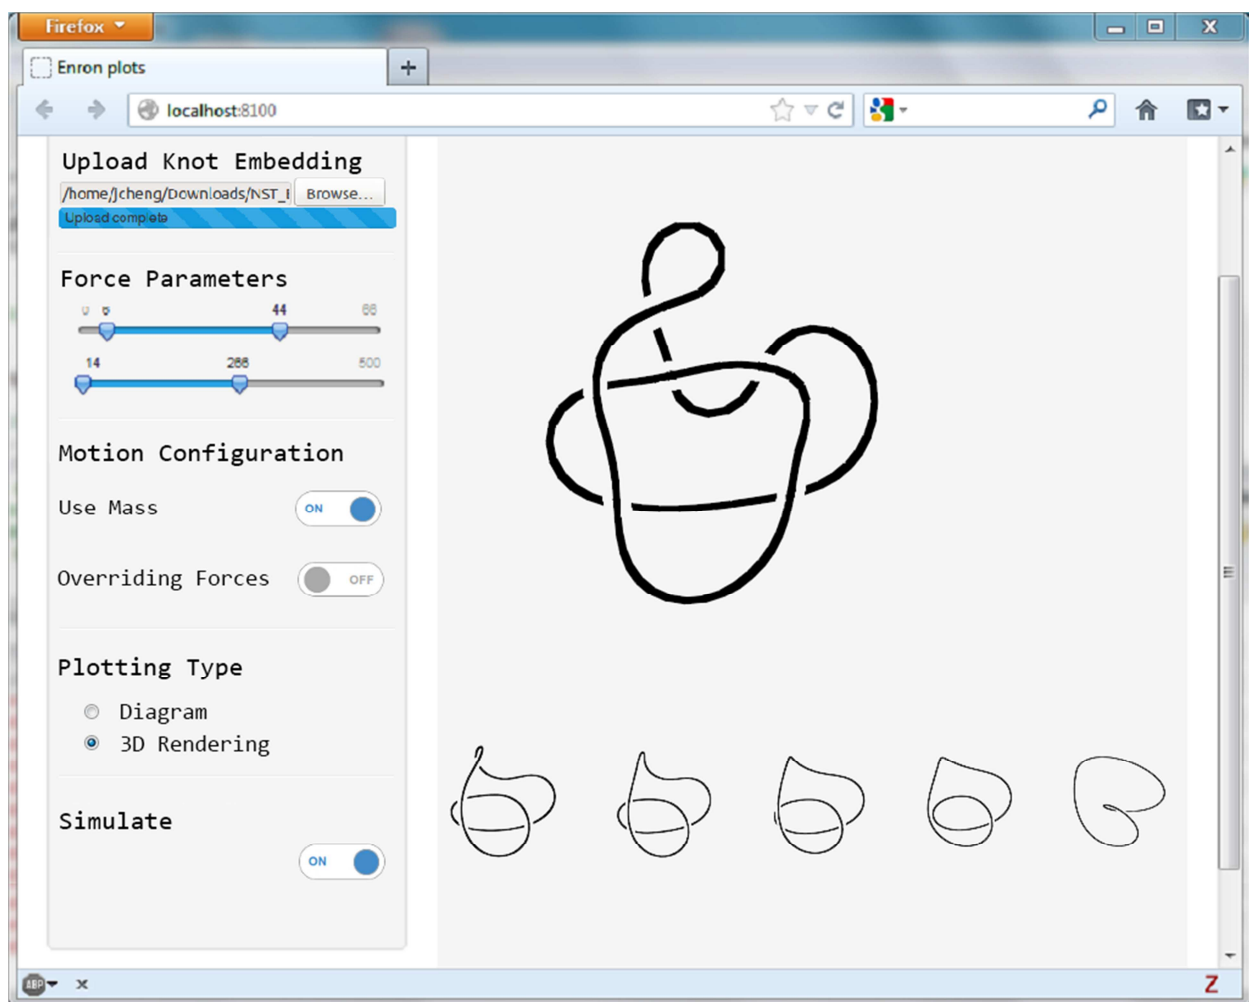 Firefox
Enron plots
localhost:8100
Upload Knot Embedding
/home/Jcheng/Downloads/NST_
Browse...
Upload complete
Force Parameters
44
14
500
Motion Configuration
Use Mass
ON
Overriding Forces
OFF
Plotting Type
Diagram
3D Rendering
Simulate
ON
ABP
Z